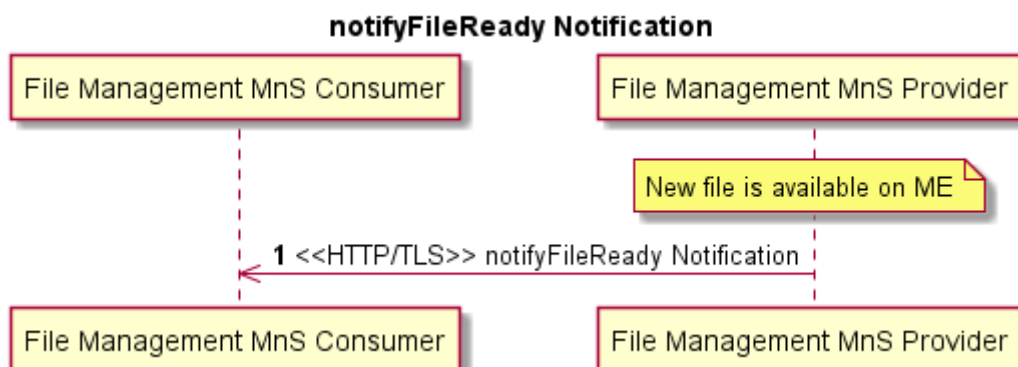 notifyFileReady Notification
File Management MnS Consumer
File Management MnS Provider
New file is available on ME
1 <<HTTP/TLS>> notifyFileReady Notification
File Management MnS Consumer
File Management MnS Provider